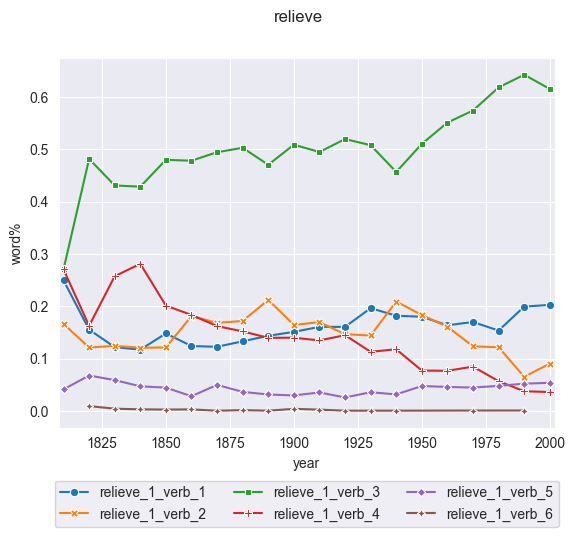 relieve
0.6
0.5
0.4
0.3
0.2
0.1
0.0
word%
1825 1850 1875 1900 1925 1950 1975 2000
year
relieve_1_verb_1 relieve_1_verb_3 relieve_1_verb_5
relieve_1_verb_2 relieve_1_verb_4 relieve_1_verb_6